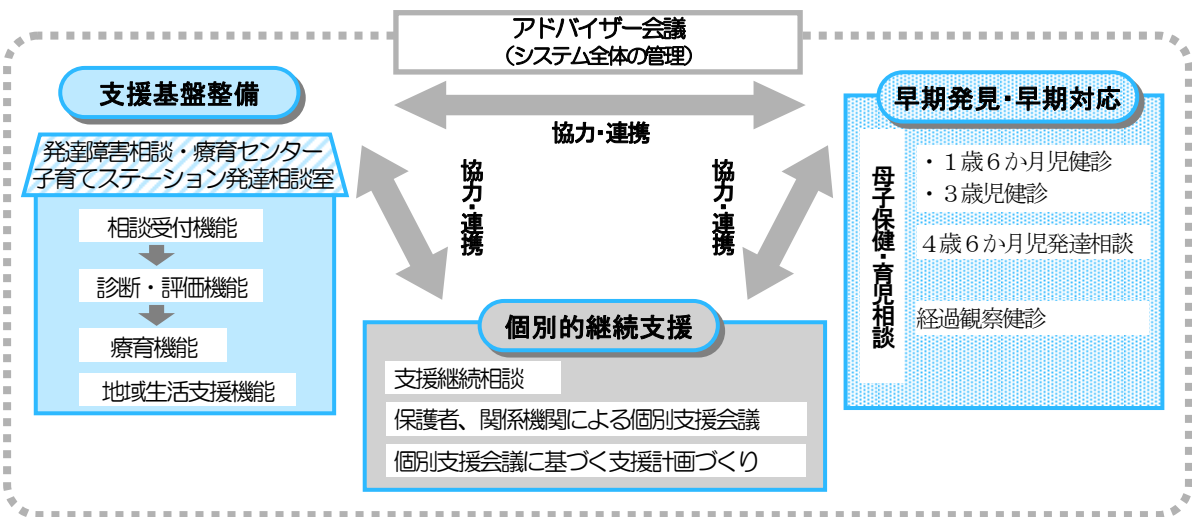 アドバイザー会議
（システム全体の管理）
支援基盤整備
発達障害相談・療育センター
子育てステーション発達相談室
相談受付機能
診断・評価機能
療育機能
地域生活支援機能
協力・連携
協力・連携
協力・連携
早期発見・早期対応
母子保健・育児相談
・１歳６か月児健診
・３歳児健診
４歳６か月児発達相談
経過観察健診
個別的継続支援
支援継続相談
保護者、関係機関による個別支援会議
個別支援会議に基づく支援計画づくり